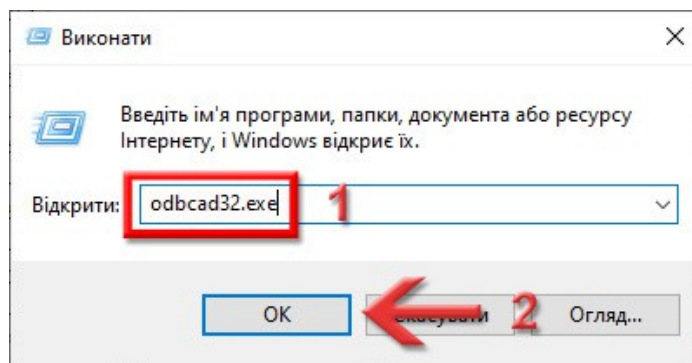 Виконати
Введіть ім'я програми, папки, документа або ресурсу
Інтернету, і Windows відкриє їх.
Відкрити: odbcad32.exe 1
OK 2 Огляд...